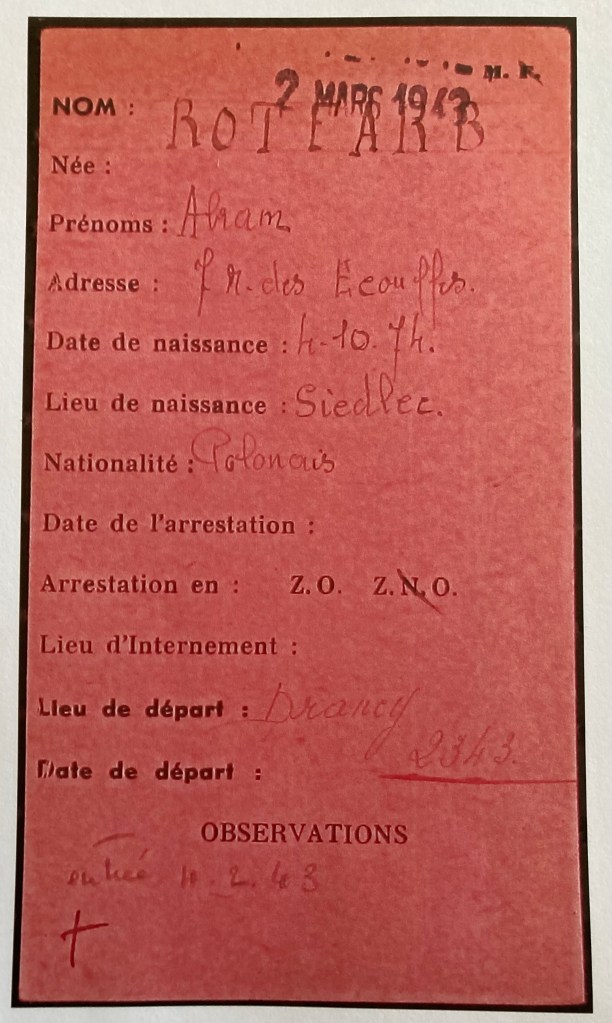 M. F.
2 MARS 1943
NOM : ROTFARB
Née :
Prénoms : Abram
Adresse : 7 r. des Ecouffes.
Date de naissance : 4-10.74.
Lieu de naissance : Siedlec.
Nationalité : Polonais
Date de l'arrestation :
Arrestation en : Z.O. Z.N.O.
Lieu d'Internement :
Lieu de départ : Drancy
Date de départ : 2343.
OBSERVATIONS
entrée 10.2.43